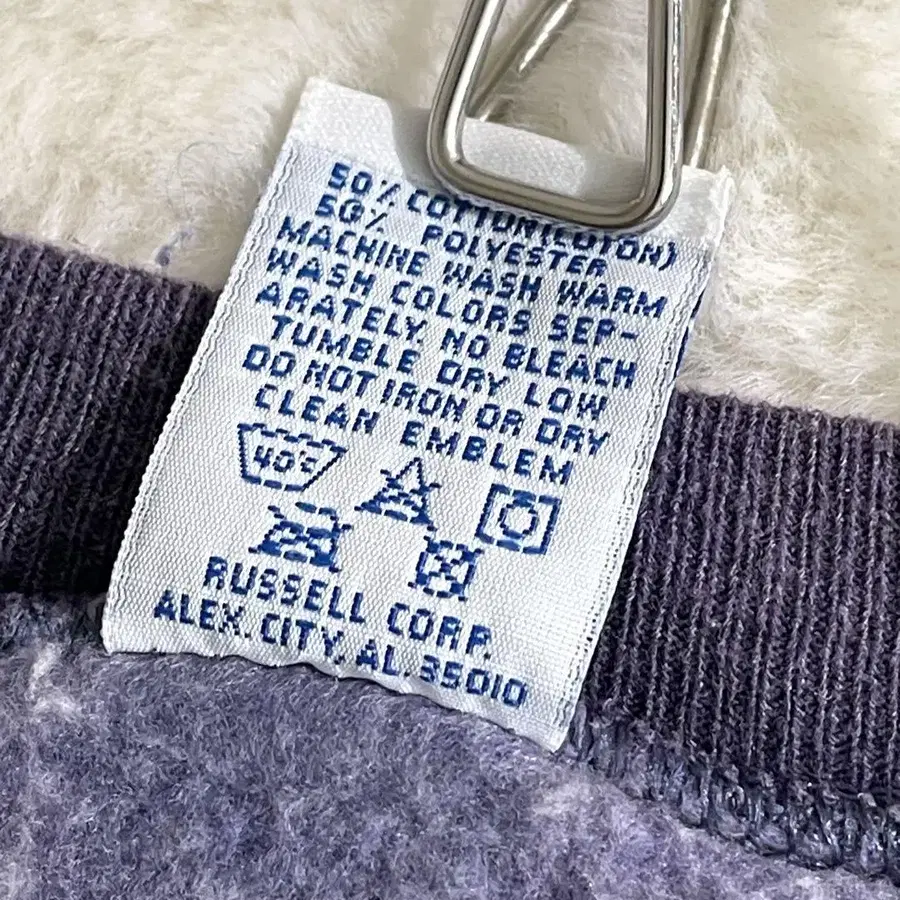 50% COTTON(COTON)
50% POLYESTER
MACHINE WASH WARM
WASH COLORS SEP-
ARATELY. NO BLEACH
TUMBLE DRY LOW
DO NOT IRON OR DRY
CLEAN EMBLEM
40°C
RUSSELL CORP.
ALEX. CITY, AL 35010